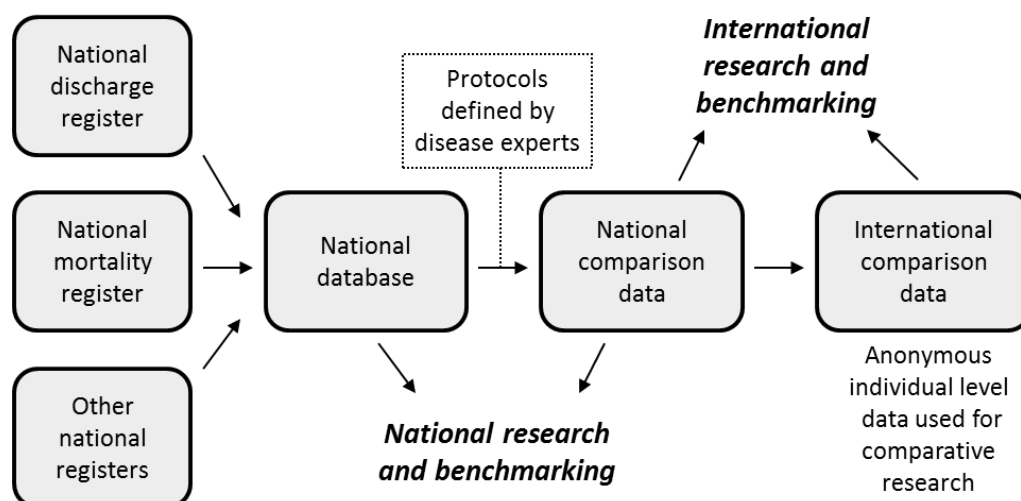 National
discharge
register
National
mortality
register
Other
national
registers
National
database
Protocols
defined by
disease experts
National
comparison
data
International
research and
benchmarking
International
comparison
data
Anonymous
individual level
data used for
comparative
research
National research
and benchmarking